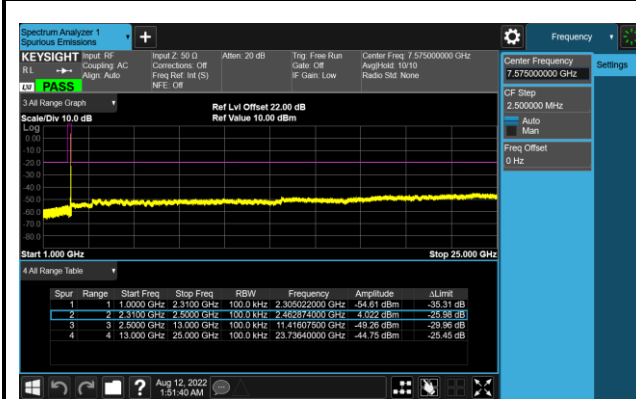 Spectrum Analyzer 1
Spurious Emissions
Frequency
KEYSIGHT Input: RF Input Z: 50 Ω Atten: 20 dB Trig: Free Run Center Freq: 7.575000000 GHz
RL Coupling: AC Corrections: Off Gate: Off Avg|Hold: 10/10
Align: Auto Freq Ref: Int (S) IF Gain: Low Radio Std: None
LXI PASS NFE: Off
Center Frequency
7.575000000 GHz
Settings
CF Step
2.500000 MHz
Auto
Man
Freq Offset
0 Hz
3 All Range Graph
Ref Lvl Offset 22.00 dB
Scale/Div 10.0 dB Ref Value 10.00 dBm
Log
0.00
-10.0
-20.0
-30.0
-40.0
-50.0
-60.0
-70.0
-80.0
Start 1.000 GHz Stop 25.000 GHz
4 All Range Table
Spur Range Start Freq Stop Freq RBW Frequency Amplitude ΔLimit
1 1 1.0000 GHz 2.3100 GHz 100.0 kHz 2.305022000 GHz -54.61 dBm -35.31 dB
2 2 2.3100 GHz 2.5000 GHz 100.0 kHz 2.462874000 GHz 4.022 dBm -25.98 dB
3 3 2.5000 GHz 13.000 GHz 100.0 kHz 11.41607500 GHz -49.26 dBm -29.96 dB
4 4 13.000 GHz 25.000 GHz 100.0 kHz 23.73640000 GHz -44.75 dBm -25.45 dB
Aug 12, 2022
1:51:40 AM